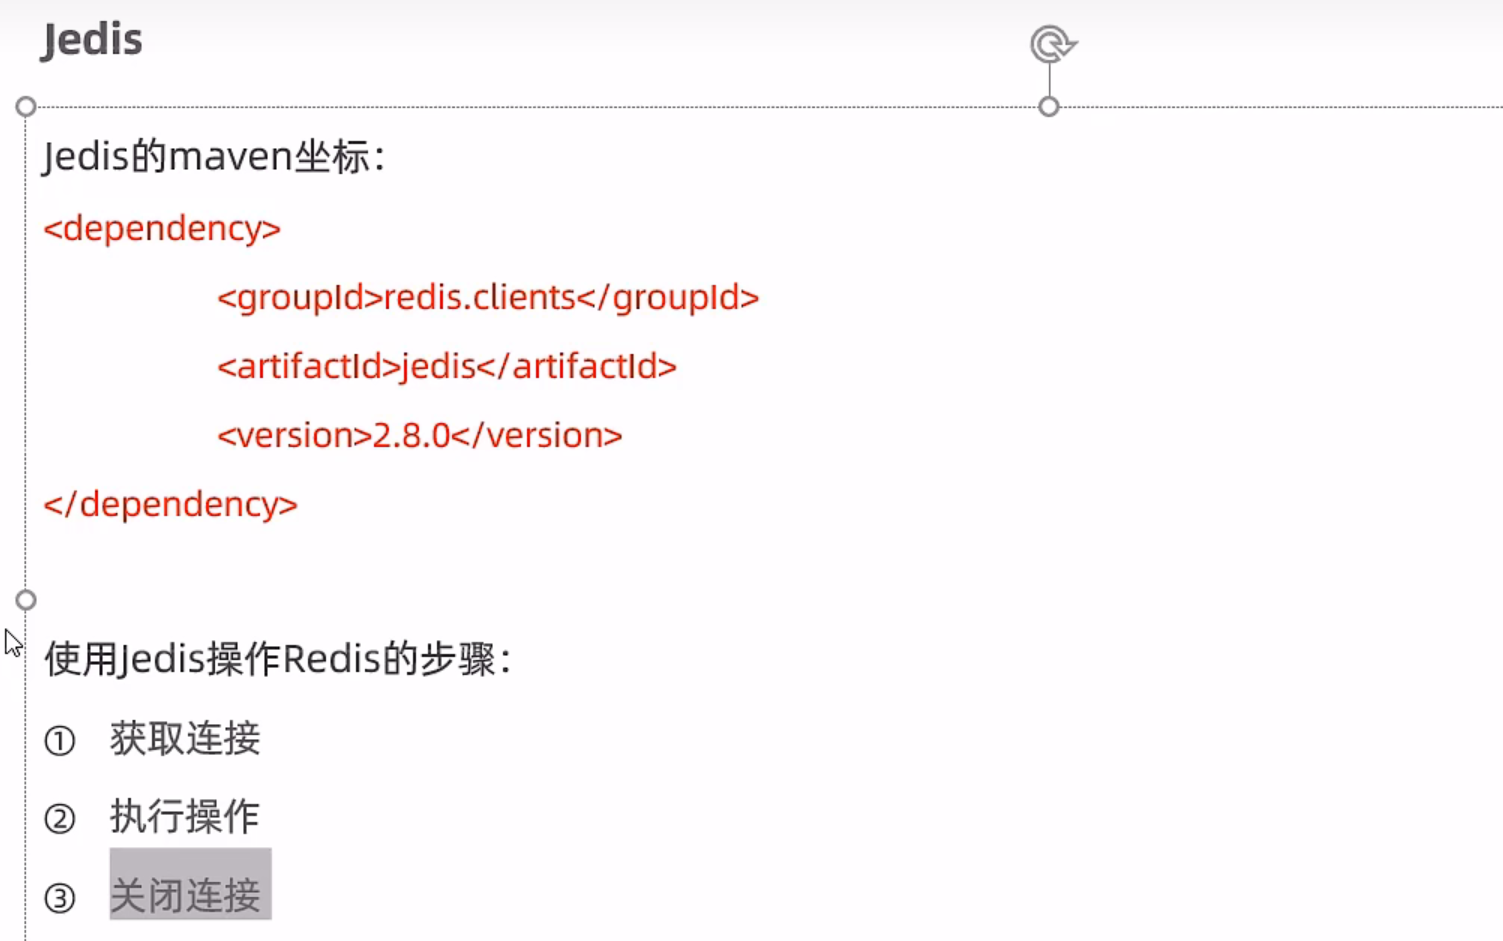 Jedis
Jedis的maven坐标：
<dependency>
<groupId>redis.clients</groupId>
<artifactId>jedis</artifactId>
<version>2.8.0</version>
</dependency>
使用Jedis操作Redis的步骤：
① 获取连接
② 执行操作
③ 关闭连接